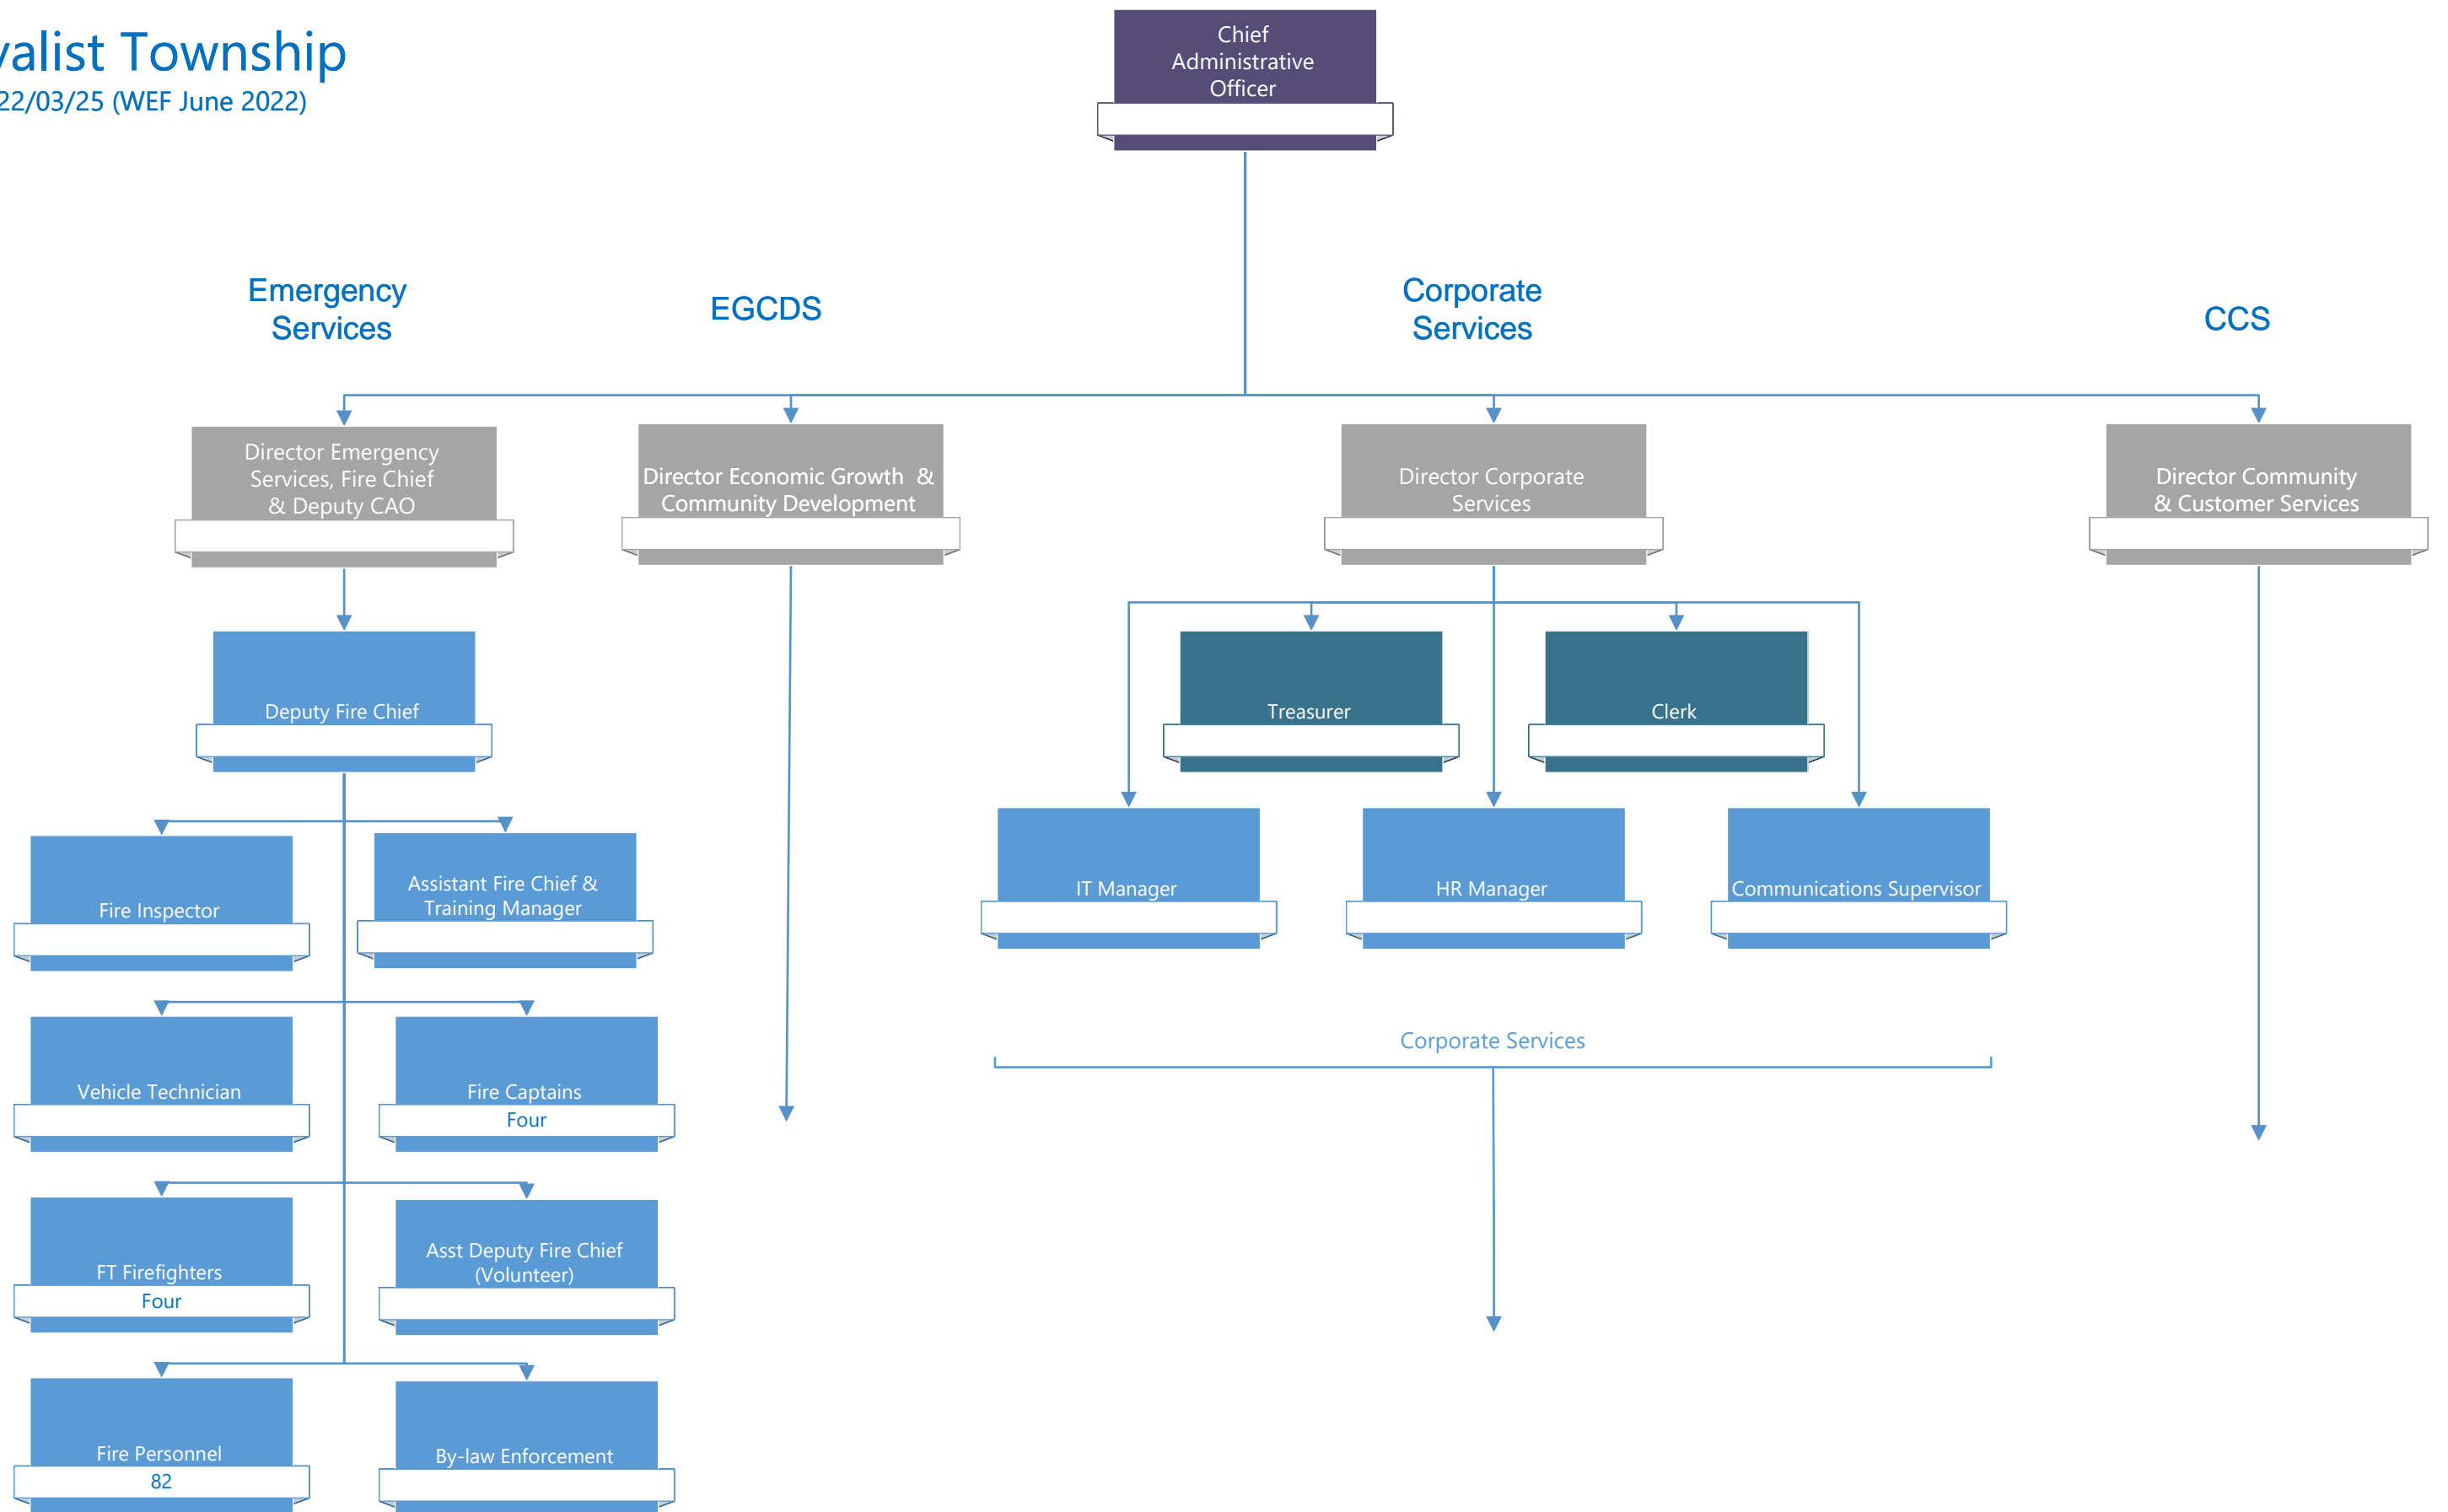 Township
22/03/25 (WEF June 2022)
Chief
Administrative
Officer
Emergency
Services
EGCDS
Corporate
Services
CCS
Director Emergency
Services, Fire Chief
& Deputy CAO
Director Economic Growth &
Community Development
Director Corporate
Services
Director Community
& Customer Services
Deputy Fire Chief
Treasurer
Clerk
Fire Inspector
Assistant Fire Chief &
Training Manager
IT Manager
HR Manager
Communications Supervisor
Corporate Services
Vehicle Technician
Fire Captains
Four
FT Firefighters
Four
Asst Deputy Fire Chief
(Volunteer)
Fire Personnel
82
By-law Enforcement